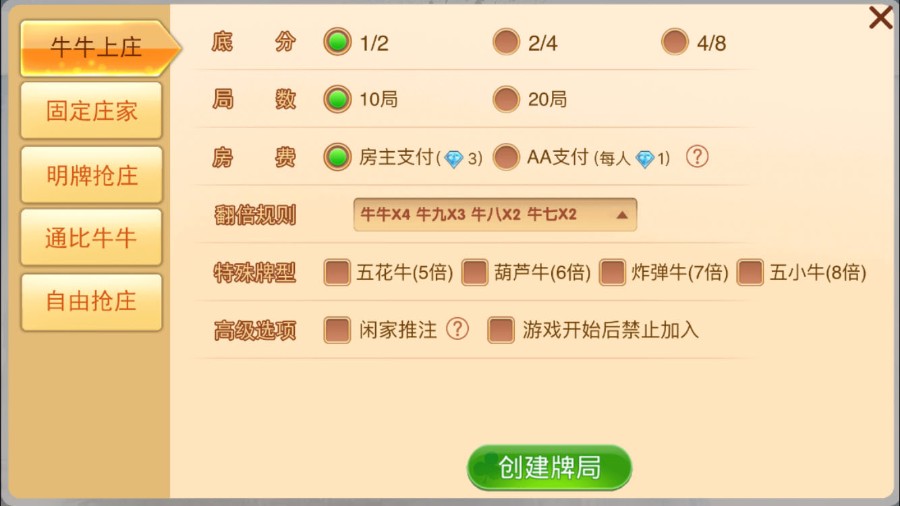 牛牛上庄
固定庄家
明牌抢庄
通比牛牛
自由抢庄
底 分 1/2 2/4 4/8
局 数 10局 20局
房 费 房主支付(3) AA支付(每人1) ?
翻倍规则 牛牛X4 牛九X3 牛八X2 牛七X2
特殊牌型 五花牛(5倍) 葫芦牛(6倍) 炸弹牛(7倍) 五小牛(8倍)
高级选项 闲家推注 ? 游戏开始后禁止加入
创建牌局